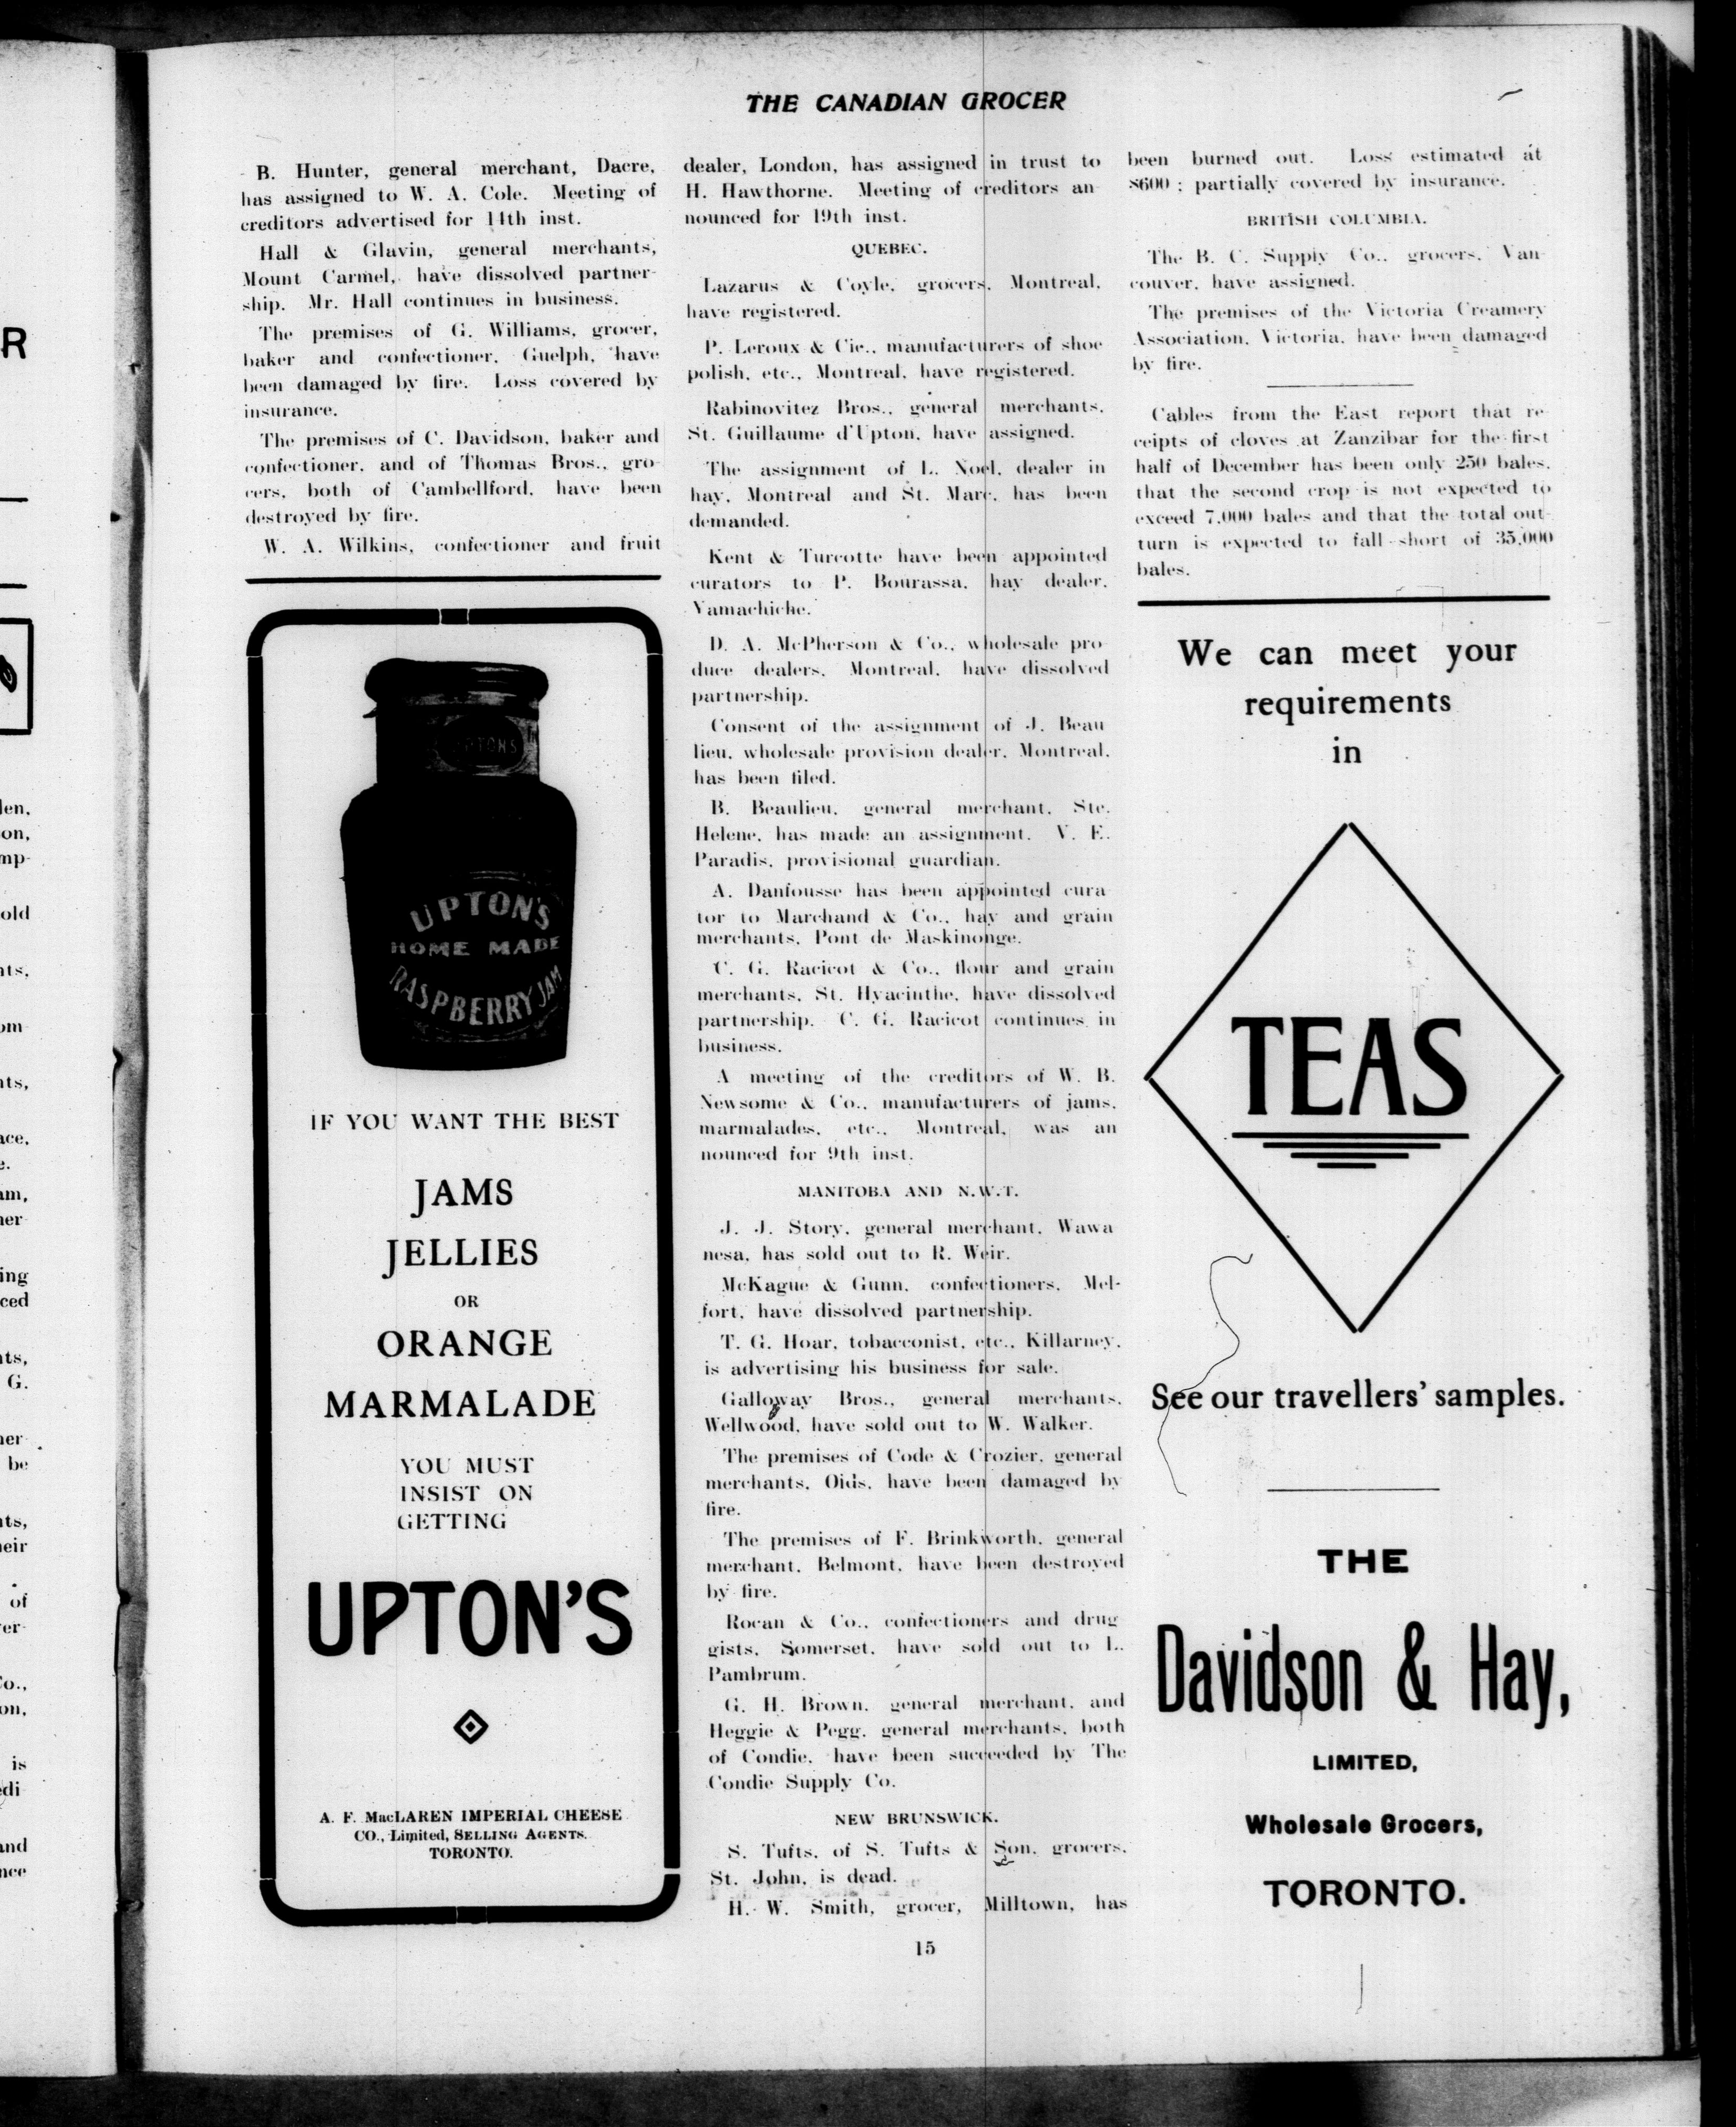 THE CANADIAN GROCER
B. Hunter, general merchant, Dacre,
has assigned to W. A. Cole. Meeting of
creditors advertised for 14th inst.
Hall & Glavin, general merchants,
Mount Carmel, have dissolved partner-
ship. Mr. Hall continues in business.
The premises of G. Williams, grocer,
baker and confectioner, Guelph, have
been damaged by fire. Loss covered by
insurance.
The premises of C. Davidson, baker and
confectioner, and of Thomas Bros., gro-
cers, both of Cambellford, have been
destroyed by fire.
W. A. Wilkins, confectioner and fruit
UPTONS
UPTON'S
HOME MADE
RASPBERRY JAM
IF YOU WANT THE BEST
JAMS
JELLIES
OR
ORANGE
MARMALADE
YOU MUST
INSIST ON
GETTING
UPTON'S
A. F. MacLAREN IMPERIAL CHEESE
CO., Limited, SELLING AGENTS.
TORONTO.
dealer, London, has assigned in trust to
H. Hawthorne. Meeting of creditors an-
nounced for 19th inst.
QUEBEC.
Lazarus & Coyle, grocers, Montreal,
have registered.
P. Leroux & Cie., manufacturers of shoe
polish, etc., Montreal, have registered.
Rabinovitez Bros., general merchants,
St. Guillaume d'Upton, have assigned.
The assignment of L. Noel, dealer in
hay, Montreal and St. Marc, has been
demanded.
Kent & Turcotte have been appointed
curators to P. Bourassa, hay dealer,
Yamachiche.
D. A. McPherson & Co., wholesale pro
duce dealers, Montreal, have dissolved
partnership.
Consent of the assignment of J. Beau
lieu, wholesale provision dealer, Montreal,
has been filed.
B. Beaulieu, general merchant, Ste.
Helene, has made an assignment. V. E.
Paradis, provisional guardian.
A. Danfousse has been appointed cura
tor to Marchand & Co., hay and grain
merchants, Pont de Maskinonge.
C. G. Racicot & Co., flour and grain
merchants, St. Hyacinthe, have dissolved
partnership. C. G. Racicot continues in
business.
A meeting of the creditors of W. B.
Newsome & Co., manufacturers of jams,
marmalades, etc., Montreal, was an
nounced for 9th inst.
MANITOBA AND N.W.T.
J. J. Story, general merchant, Wawa
nesa, has sold out to R. Weir.
McKague & Gunn, confectioners, Mel-
fort, have dissolved partnership.
T. G. Hoar, tobacconist, etc., Killarney,
is advertising his business for sale.
Galloway Bros., general merchants,
Wellwood, have sold out to W. Walker.
The premises of Code & Crozier, general
merchants, Olds, have been damaged by
fire.
The premises of F. Brinkworth, general
merchant, Belmont, have been destroyed
by fire.
Rocan & Co., confectioners and drug
gists, Somerset, have sold out to L.
Pambrum.
G. H. Brown, general merchant, and
Heggie & Pegg, general merchants, both
of Condie, have been succeeded by The
Condie Supply Co.
NEW BRUNSWICK.
S. Tufts, of S. Tufts & Son, grocers,
St. John, is dead.
H. W. Smith, grocer, Milltown, has
been burned out. Loss estimated at
$600 ; partially covered by insurance.
BRITISH COLUMBIA.
The B. C. Supply Co., grocers, Van-
couver, have assigned.
The premises of the Victoria Creamery
Association, Victoria, have been damaged
by fire.
Cables from the East report that re-
ceipts of cloves at Zanzibar for the first
half of December has been only 250 bales,
that the second crop is not expected to
exceed 7,000 bales and that the total out-
turn is expected to fall short of 35,000
bales.
We can meet your
requirements
in
TEAS
See our travellers' samples.
THE
Davidson & Hay,
LIMITED,
Wholesale Grocers,
TORONTO.
15